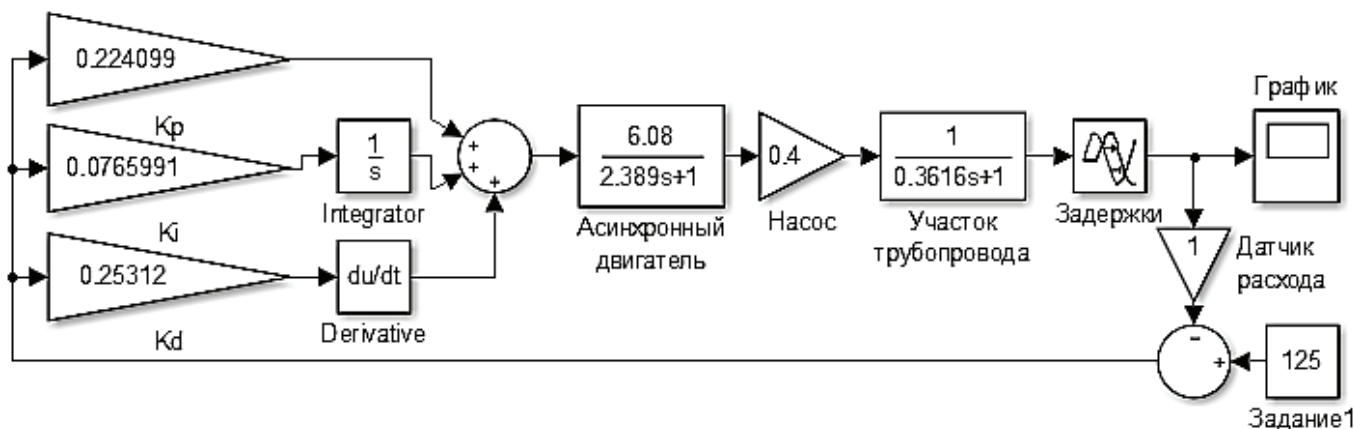 0.224099
Kp
0.0765991
Ki
0.25312
Kd
1
s
Integrator
du/dt
Derivative
+
+
+
6.08
2.389s+1
Асинхронный
двигатель
0.4
Насос
1
0.3616s+1
Участок
трубопровода
Задержки
График
1
Датчик
расхода
-
+
125
Задание1